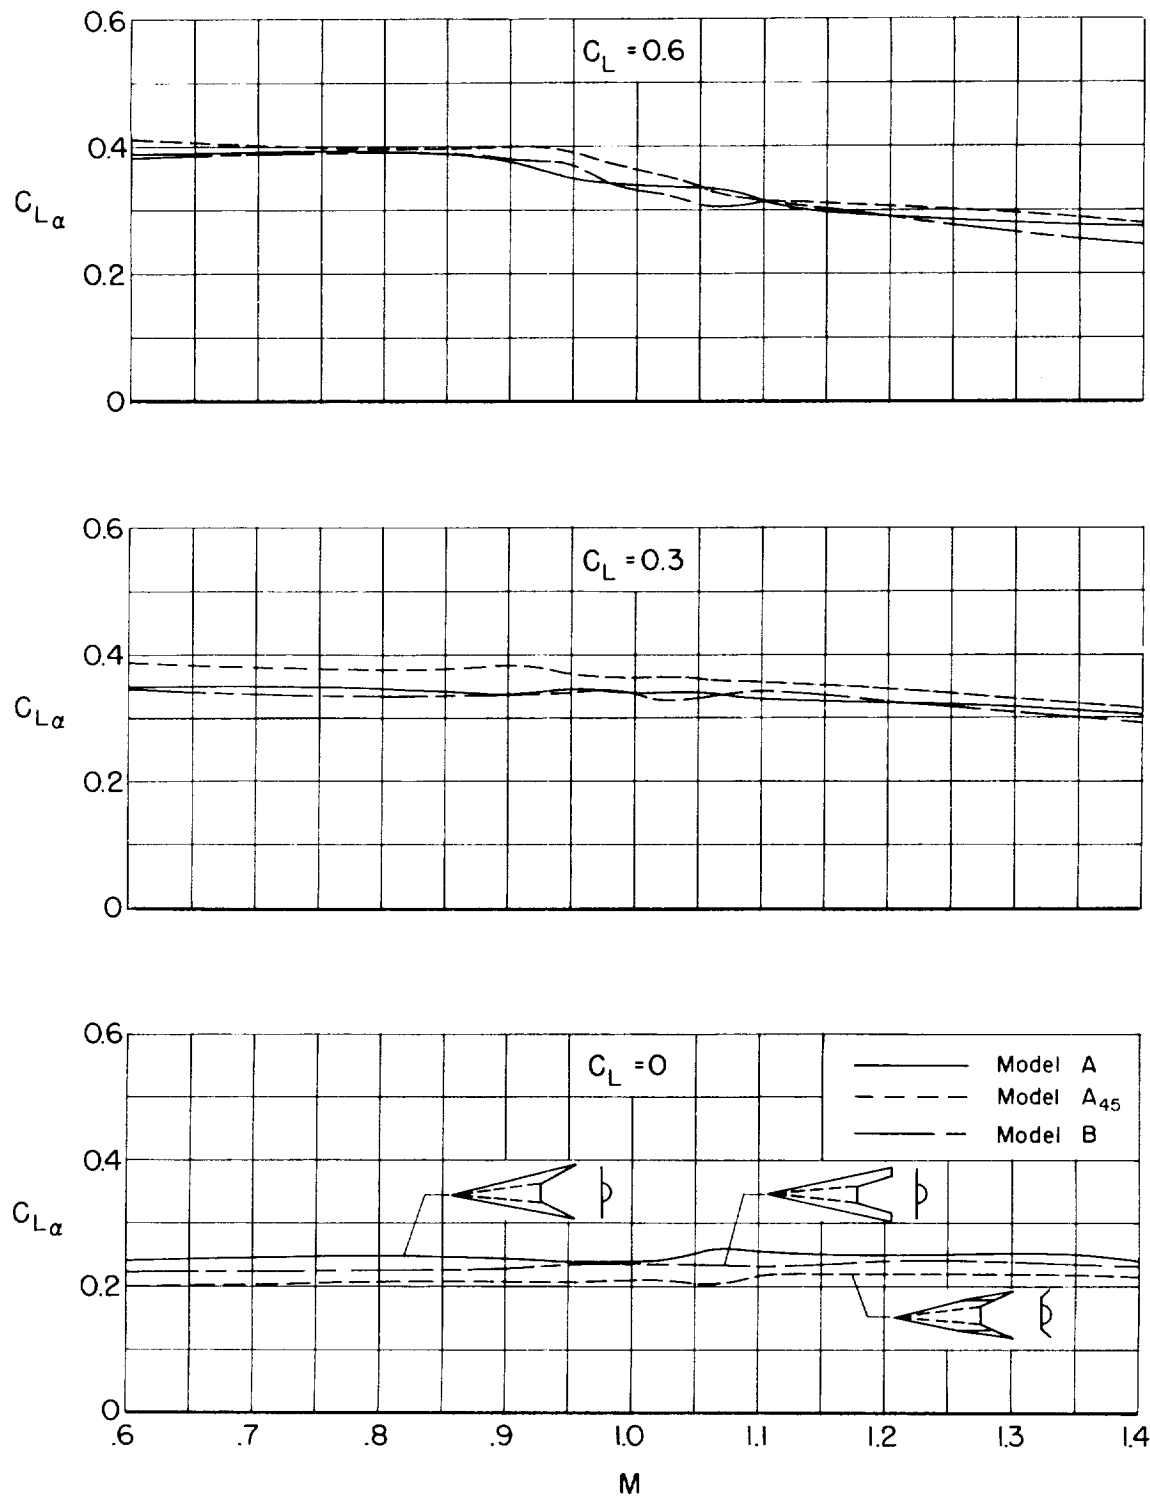 0.6
C_L = 0.6
0.4
C_Lα
0.2
0
0.6
C_L = 0.3
0.4
C_Lα
0.2
0
0.6
C_L = 0
Model A
Model A_45
Model B
0.4
C_Lα
0.2
0
.6 .7 .8 .9 1.0 1.1 1.2 1.3 1.4
M